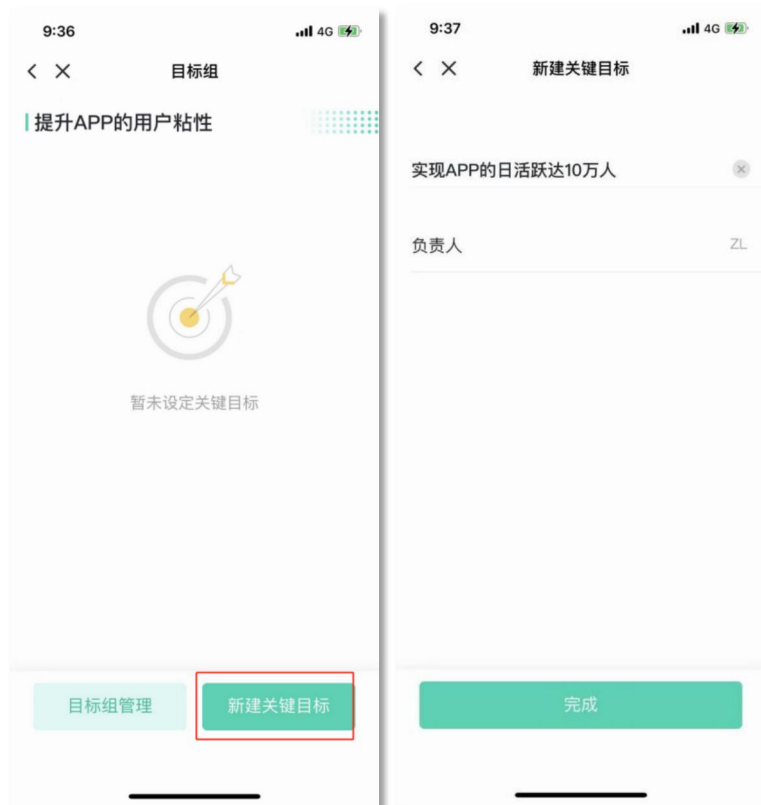 9:36
4G
目标组
提升APP的用户粘性
暂未设定关键目标
目标组管理
新建关键目标
9:37
4G
新建关键目标
实现APP的日活跃达10万人
负责人
ZL
完成